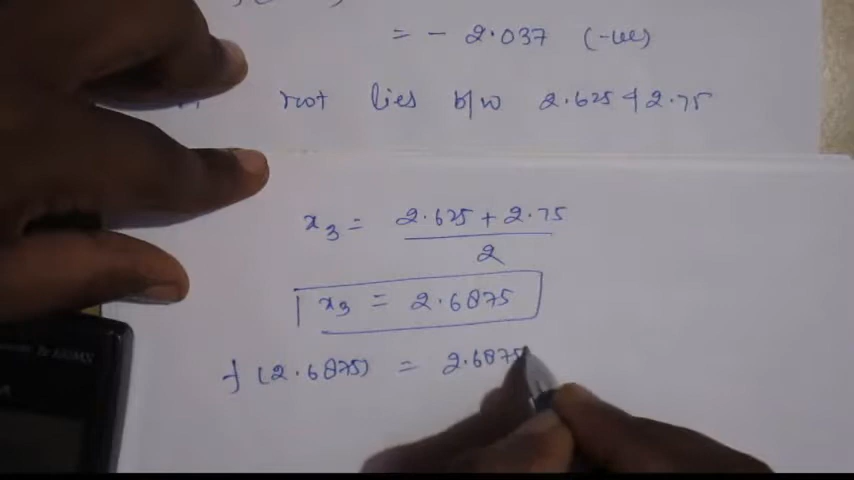 = - 2.037 (-ve)
root lies b/w 2.625 & 2.75
x3 = 2.625 + 2.75
2
x3 = 2.6875
f (2.6875) = 2.6875